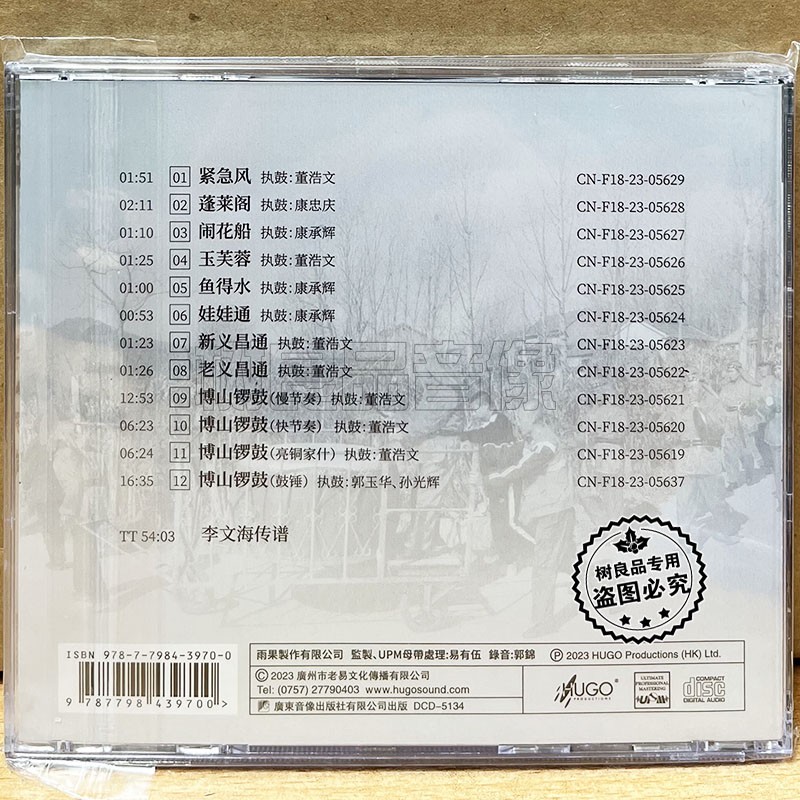 01:51 01 紧急风 执鼓:董浩文 CN-F18-23-05629
02:11 02 蓬莱阁 执鼓:康忠庆 CN-F18-23-05628
01:10 03 闹花船 执鼓:康承辉 CN-F18-23-05627
01:25 04 玉芙蓉 执鼓:董浩文 CN-F18-23-05626
01:00 05 鱼得水 执鼓:康承辉 CN-F18-23-05625
00:53 06 娃娃通 执鼓:康承辉 CN-F18-23-05624
01:23 07 新义昌通 执鼓:董浩文 CN-F18-23-05623
01:26 08 老义昌通 执鼓:董浩文 CN-F18-23-05622
树良品音像
12:53 09 博山锣鼓(慢节奏) 执鼓:董浩文 CN-F18-23-05621
06:23 10 博山锣鼓(快节奏) 执鼓:董浩文 CN-F18-23-05620
06:24 11 博山锣鼓(亮铜家什) 执鼓:董浩文 CN-F18-23-05619
16:35 12 博山锣鼓(鼓锤) 执鼓:郭玉华、孙光辉 CN-F18-23-05637
TT 54:03 李文海传谱
树良品专用
盗图必究
ISBN 978-7-7984-3970-0
9 787798 439700 >
雨果製作有限公司 監製、UPM母帶處理:易有伍 錄音:郭錦 Ⓟ 2023 HUGO Productions (HK) Ltd.
© 2023 廣州市老易文化傳播有限公司
Tel: (0757) 27790403 www.hugosound.com
廣東音像出版社有限公司出版 DCD-5134
HUGO
PRODUCTIONS
ULTIMATE
PROFESSIONAL
MASTERING
UPM
COMPACT
disc
DIGITAL AUDIO